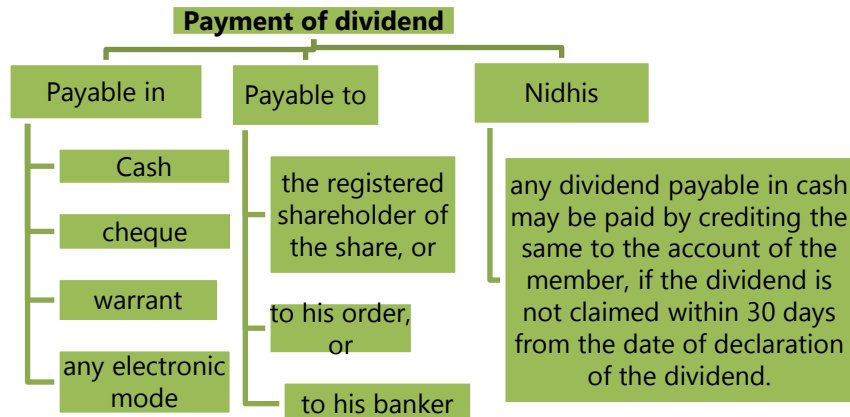 Payment of dividend
Payable in
Cash
cheque
warrant
any electronic
mode
Payable to
the registered
shareholder of
the share, or
to his order,
or
to his banker
Nidhis
any dividend payable in cash
may be paid by crediting the
same to the account of the
member, if the dividend is
not claimed within 30 days
from the date of declaration
of the dividend.